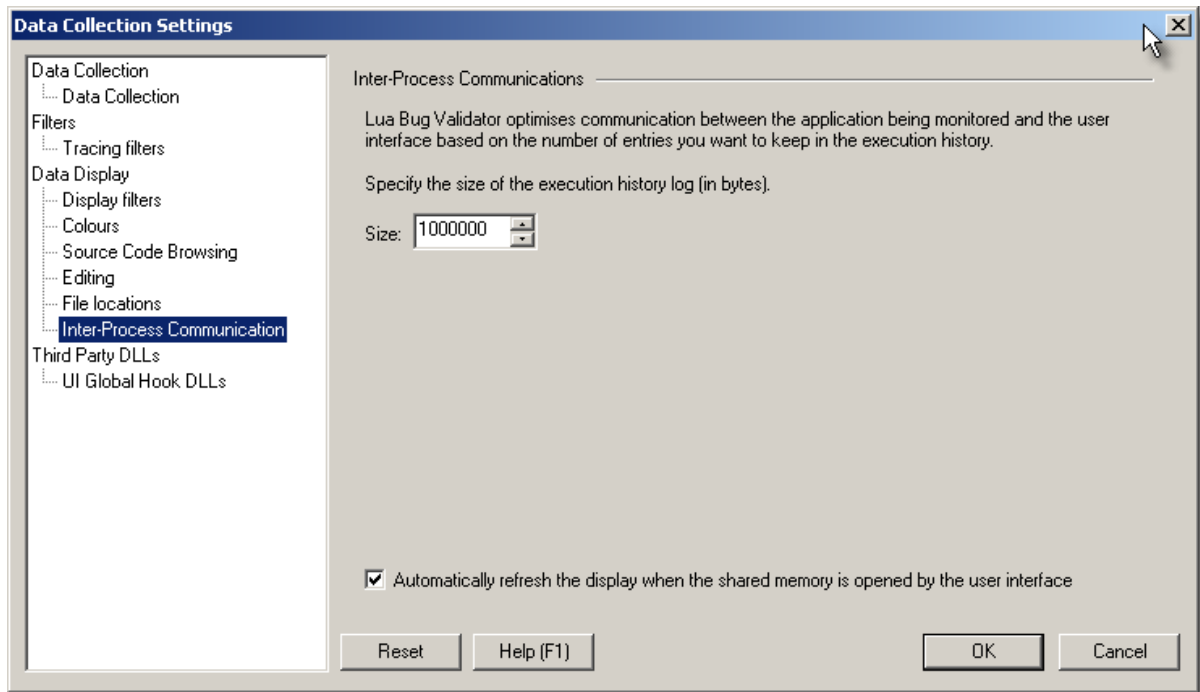 Data Collection Settings
Data Collection
Data Collection
Filters
Tracing filters
Data Display
Display filters
Colours
Source Code Browsing
Editing
File locations
Inter-Process Communication
Third Party DLLs
UI Global Hook DLLs
Inter-Process Communications
Lua Bug Validator optimises communication between the application being monitored and the user
interface based on the number of entries you want to keep in the execution history.
Specify the size of the execution history log (in bytes).
Size: 1000000
Automatically refresh the display when the shared memory is opened by the user interface
Reset Help (F1) OK Cancel